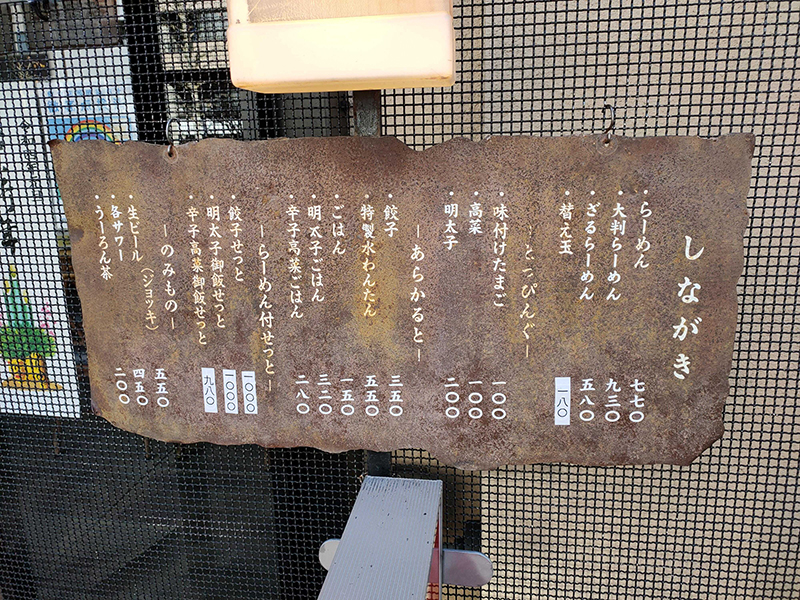 しながき
・らーめん 七七〇
・大判らーめん 九三〇
・ざるらーめん 五八〇
・替え玉 一八〇
ーとっぴんぐー
・味付けたまご 一〇〇
・高菜 一〇〇
・明太子 二〇〇
ーあらかるとー
・餃子 三五〇
・特製水わんたん 五五〇
・ごはん 一五〇
・明太子ごはん 三二〇
・辛子高菜ごはん 二八〇
ーらーめん付せっとー
・餃子せっと 一〇〇〇
・明太子御飯せっと 一〇〇〇
・辛子高菜御飯せっと 九八〇
ーのみものー
・生ビール(ジョッキ) 五五〇
・各サワー 四五〇
・うーろん茶 二〇〇